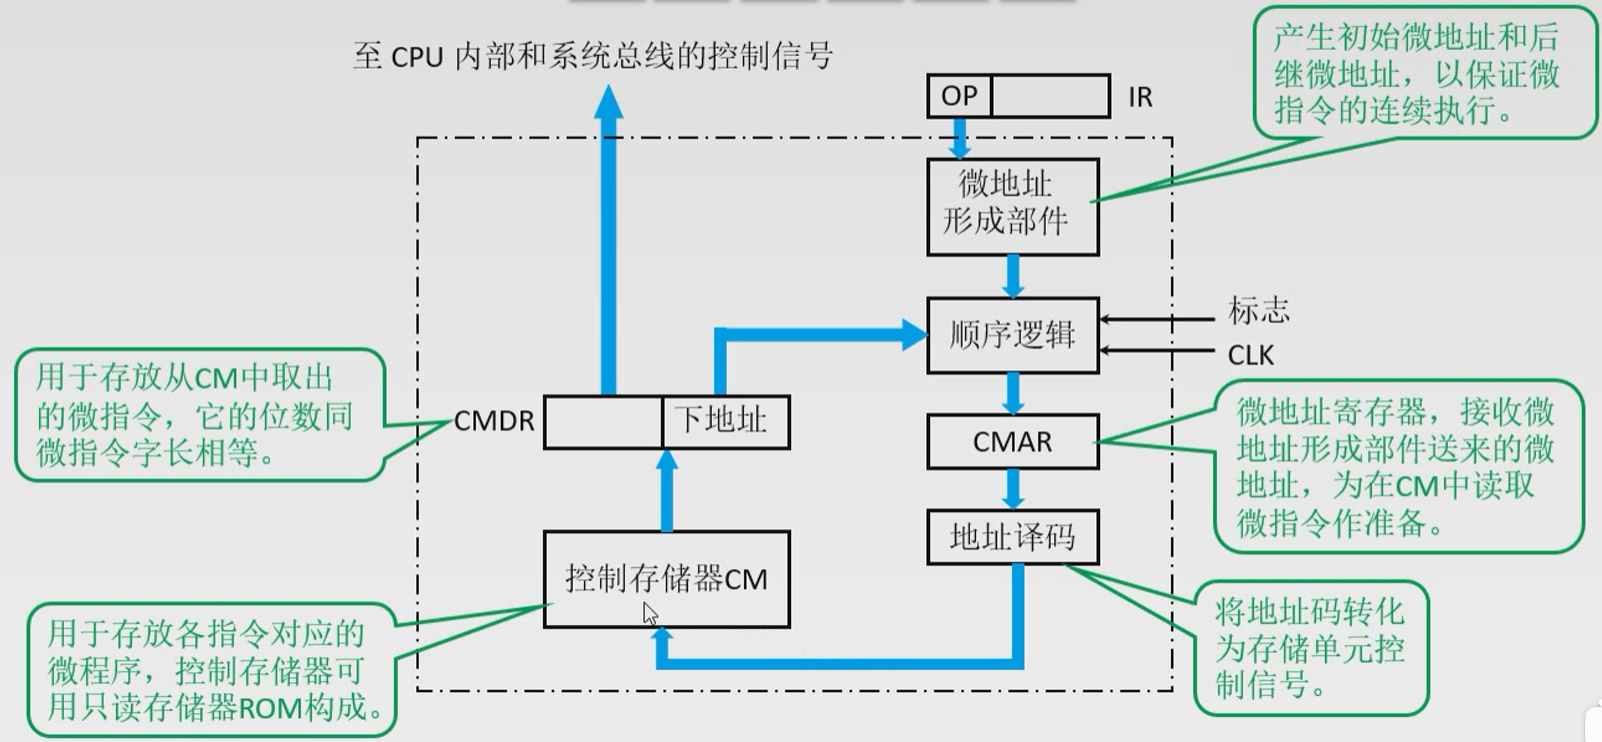 至 CPU 内部和系统总线的控制信号
OP
IR
产生初始微地址和后
继微地址，以保证微
指令的连续执行。
微地址
形成部件
顺序逻辑
标志
CLK
用于存放从CM中取出
的微指令，它的位数同
微指令字长相等。
CMDR
下地址
CMAR
微地址寄存器，接收微
地址形成部件送来的微
地址，为在CM中读取
微指令作准备。
地址译码
控制存储器CM
用于存放各指令对应的
微程序，控制存储器可
用只读存储器ROM构成。
将地址码转化
为存储单元控
制信号。